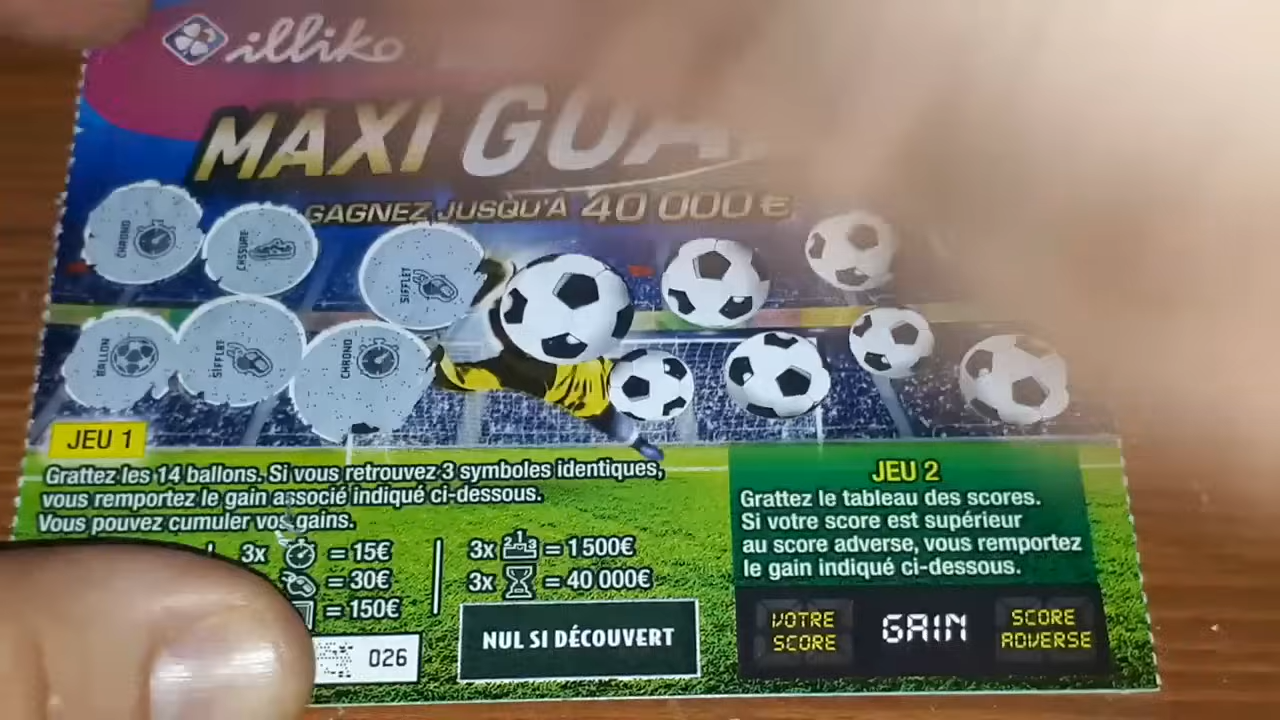 illiko
MAXI GOA
GAGNEZ JUSQU'À 40 000 €
CHRONO
CASSURE
SIFFLET
BALLON
SIFFLET
CHRONO
JEU 1
Grattez les 14 ballons. Si vous retrouvez 3 symboles identiques,
vous remportez le gain associé indiqué ci-dessous.
Vous pouvez cumuler vos gains.
3x = 15€
= 30€
= 150€
3x = 1 500€
3x = 40 000€
026
NUL SI DÉCOUVERT
JEU 2
Grattez le tableau des scores.
Si votre score est supérieur
au score adverse, vous remportez
le gain indiqué ci-dessous.
VOTRE
SCORE
GAIN
SCORE
ADVERSE